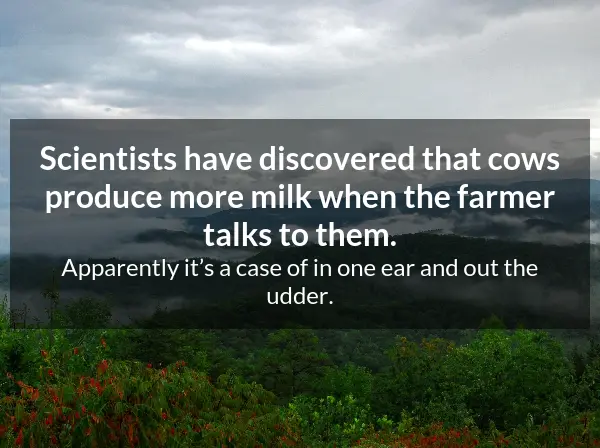 Scientists have discovered that cows
produce more milk when the farmer
talks to them.
Apparently it’s a case of in one ear and out the
udder.